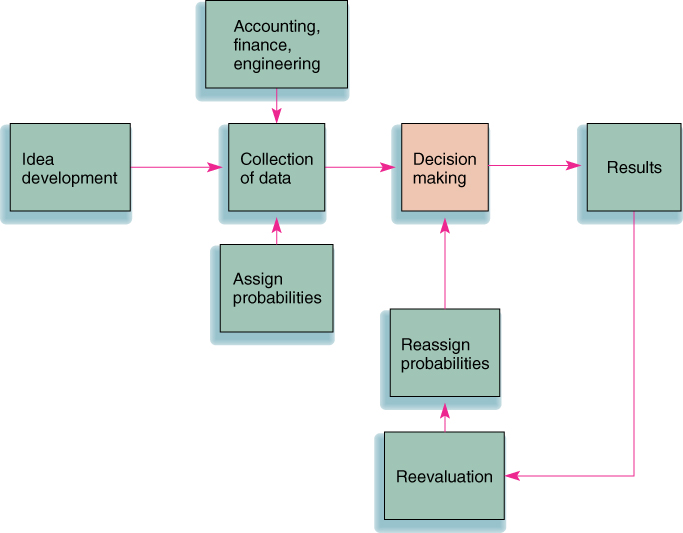 Accounting,
finance,
engineering
Idea
development
Collection
of data
Decision
making
Results
Assign
probabilities
Reassign
probabilities
Reevaluation